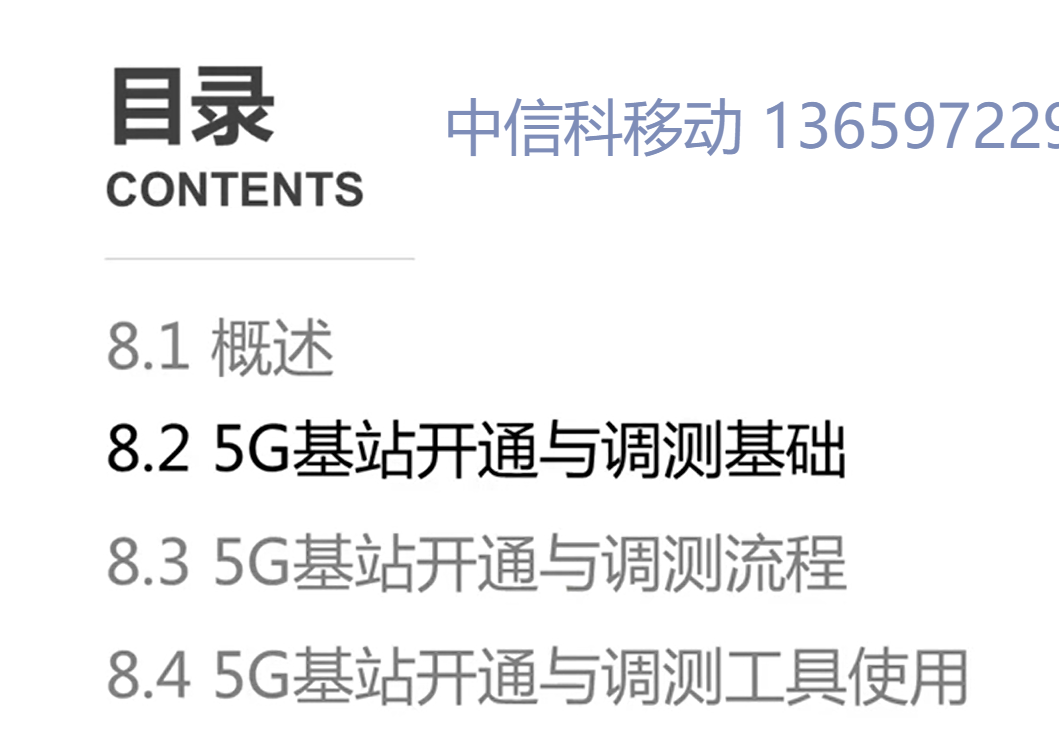 目录
中信科移动 136597229
CONTENTS
8.1 概述
8.2 5G基站开通与调测基础
8.3 5G基站开通与调测流程
8.4 5G基站开通与调测工具使用